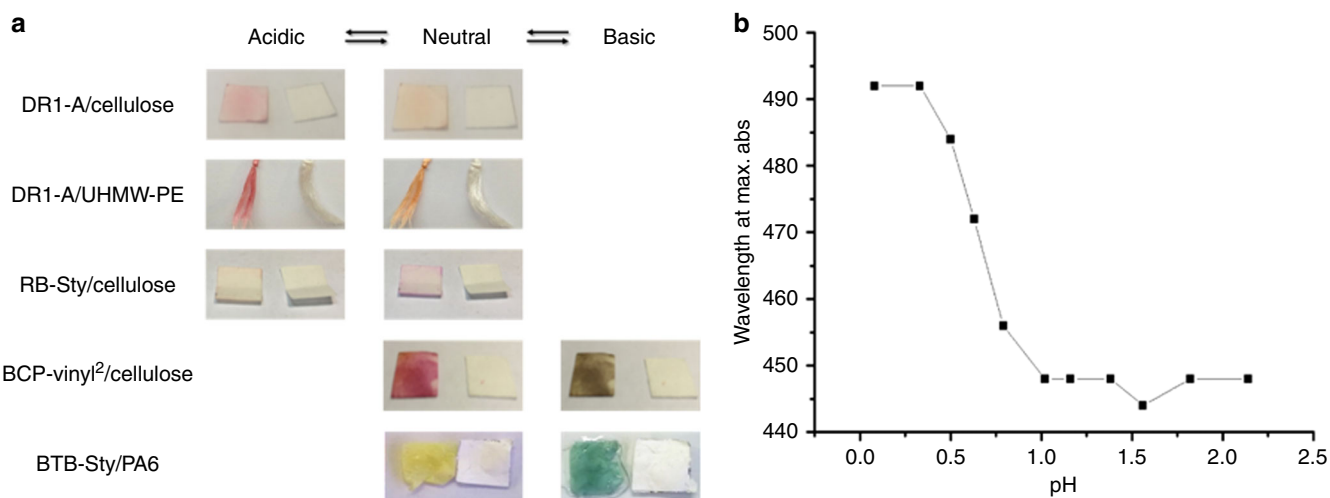 a
Acidic Neutral Basic
DR1-A/cellulose
DR1-A/UHMW-PE
RB-Sty/cellulose
BCP-vinyl²/cellulose
BTB-Sty/PA6
b
Wavelength at max. abs
500
490
480
470
460
450
440
0.0 0.5 1.0 1.5 2.0 2.5
pH